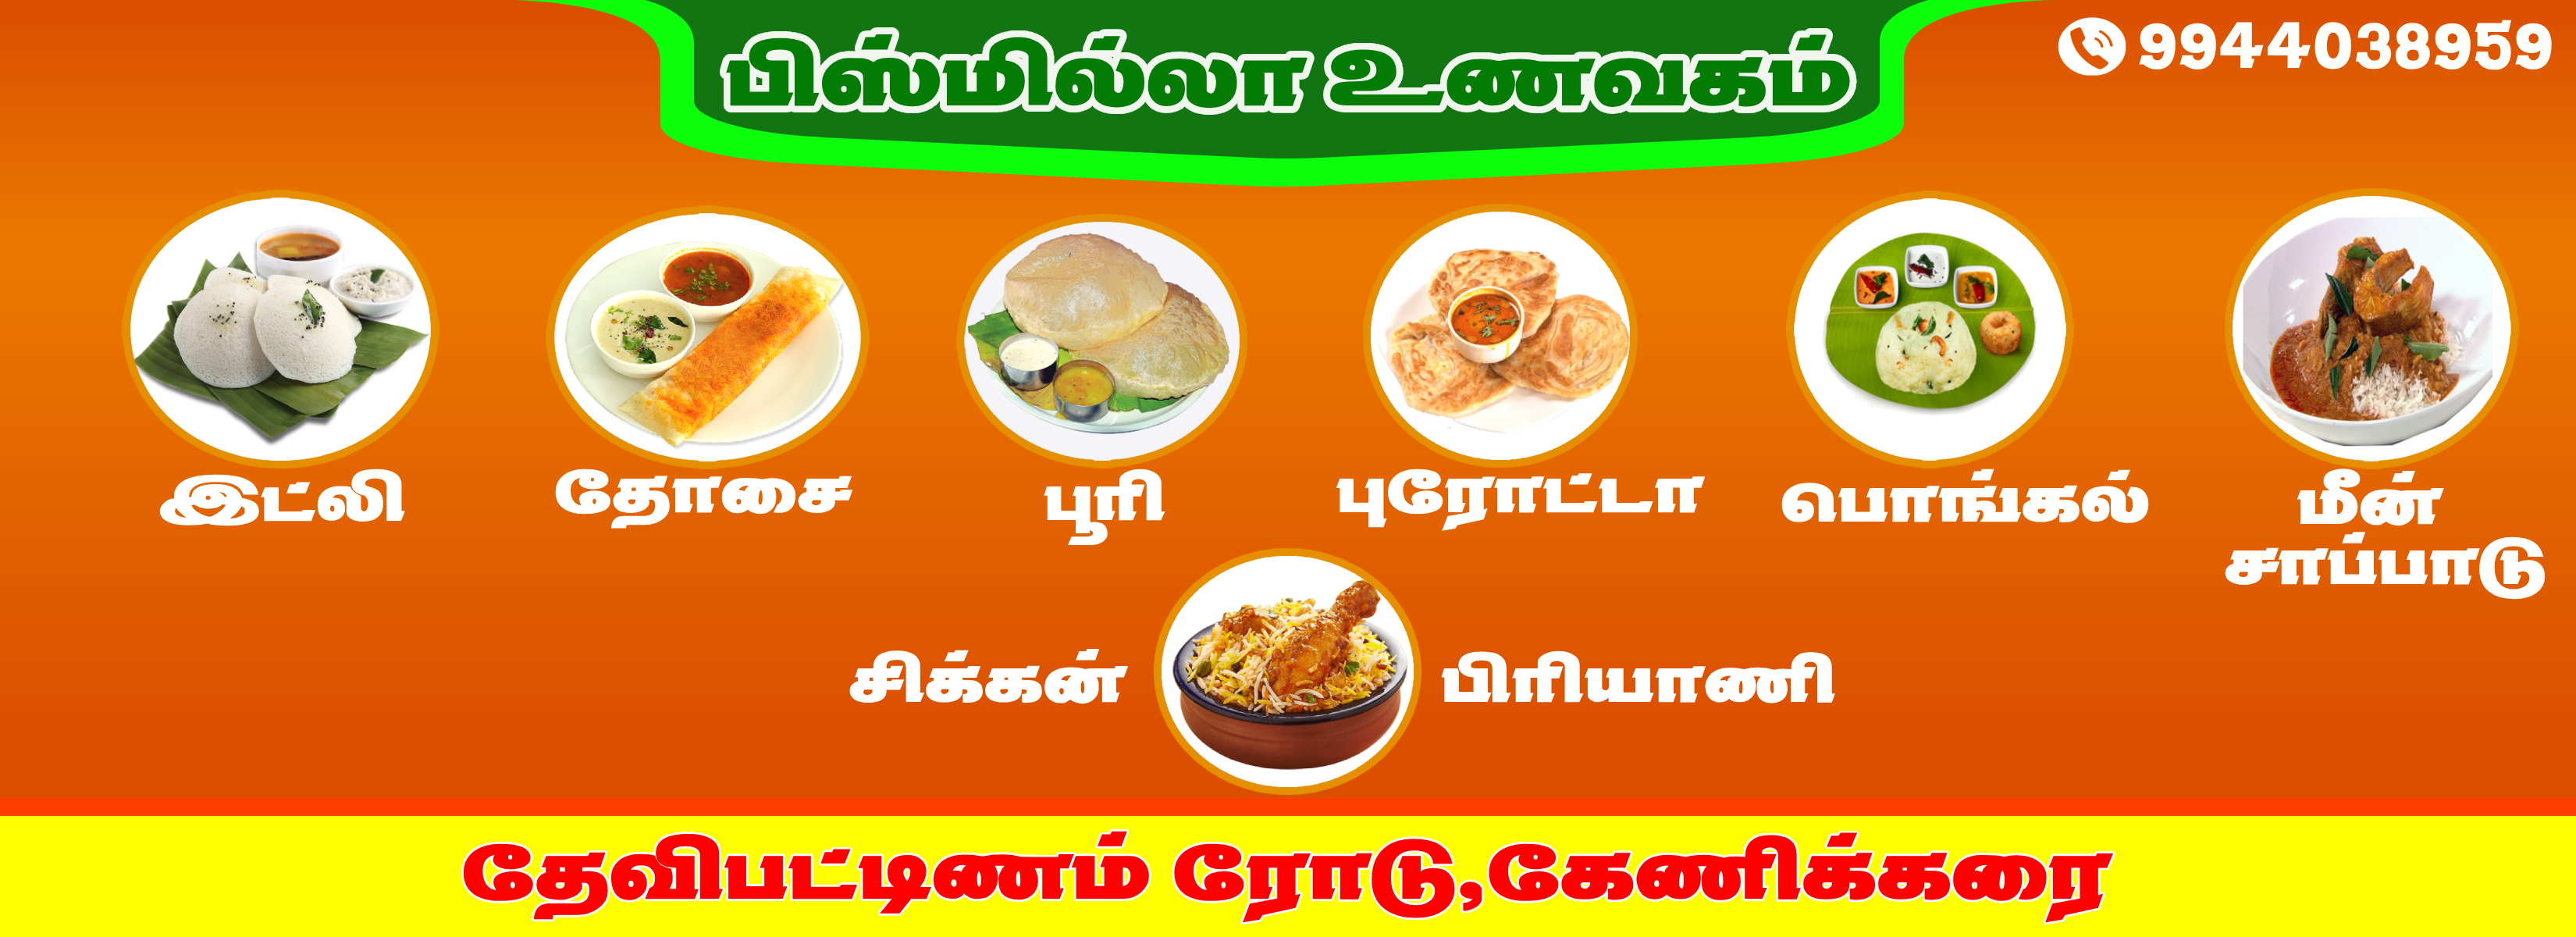 பிஸ்மில்லா உணவகம்
9944038959
இட்லி
தோசை
பூரி
புரோட்டா
பொங்கல்
மீன்
சாப்பாடு
சிக்கன் பிரியாணி
தேவிபட்டிணம் ரோடு,கேணிக்கரை